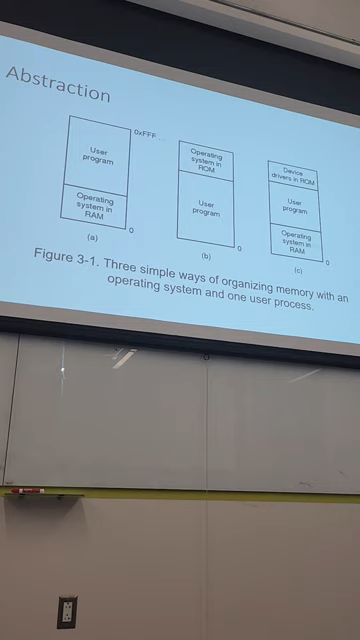 Abstraction
0xFFF...
User
program
Operating
system in
RAM
0
(a)
Operating
system in
ROM
User
program
0
(b)
Device
drivers in ROM
User
program
Operating
system in
RAM
0
(c)
Figure 3-1. Three simple ways of organizing memory with an
operating system and one user process.